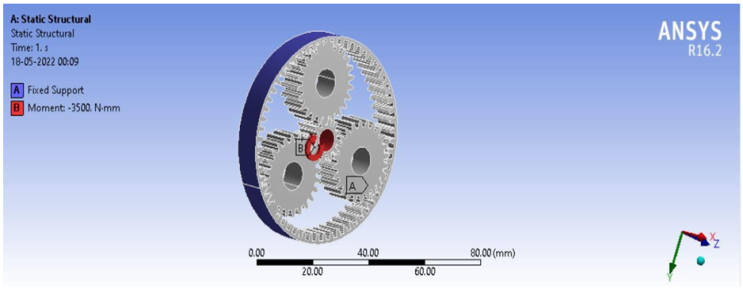 A: Static Structural
Static Structural
Time: 1. s
18-05-2022 00:09
A Fixed Support
B Moment: -3500. N·mm
ANSYS
R16.2
B
A
0.00 40.00 80.00 (mm)
20.00 60.00
X
Z
Y